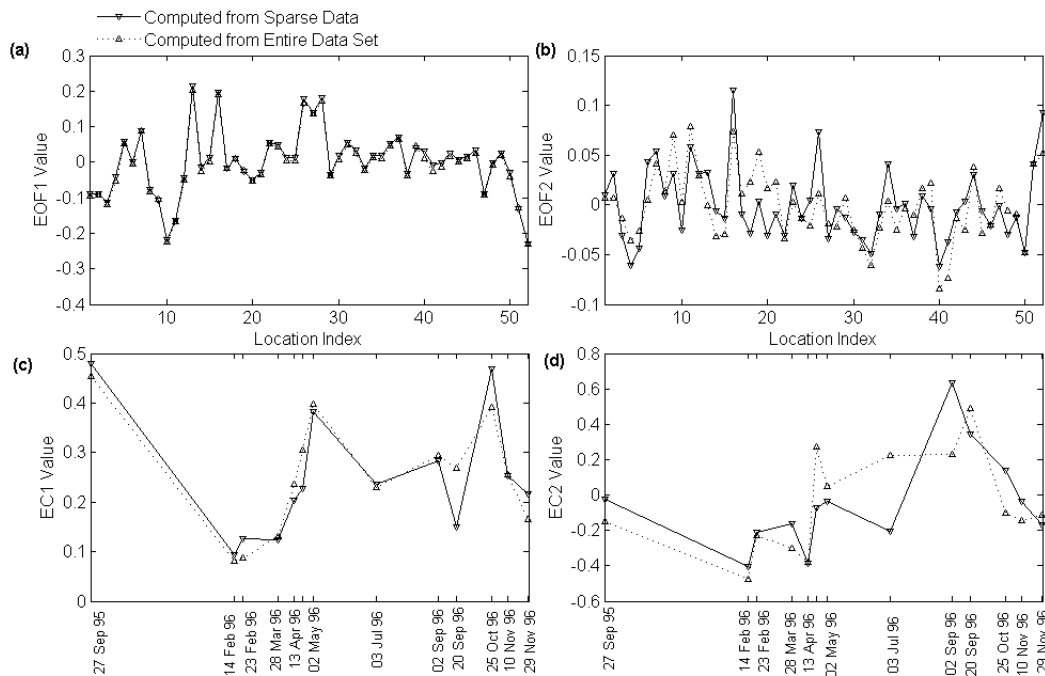 Computed from Sparse Data
Computed from Entire Data Set
(a)
0.3
0.2
0.1
0
-0.1
-0.2
-0.3
-0.4
EOF1 Value
10
20
30
40
50
(b)
0.15
0.1
0.05
0
-0.05
-0.1
EOF2 Value
10
20
30
40
50
Location Index
Location Index
(c)
0.5
0.4
0.3
0.2
0.1
0
EC1 Value
27 Sep 95
14 Feb 96
23 Feb 96
28 Mar 96
13 Apr 96
02 May 96
03 Jul 96
02 Sep 96
20 Sep 96
25 Oct 96
10 Nov 96
29 Nov 96
(d)
0.8
0.6
0.4
0.2
0
-0.2
-0.4
-0.6
EC2 Value
27 Sep 95
14 Feb 96
23 Feb 96
28 Mar 96
13 Apr 96
02 May 96
03 Jul 96
02 Sep 96
20 Sep 96
25 Oct 96
10 Nov 96
29 Nov 96